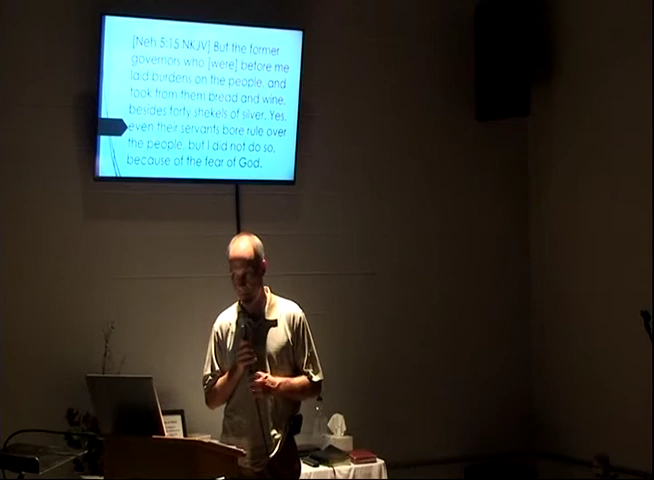 [Neh 5:15 NKJV] But the former
governors who [were] before me
laid burdens on the people, and
took from them bread and wine,
besides forty shekels of silver. Yes,
even their servants bore rule over
the people, but I did not do so,
because of the fear of God.